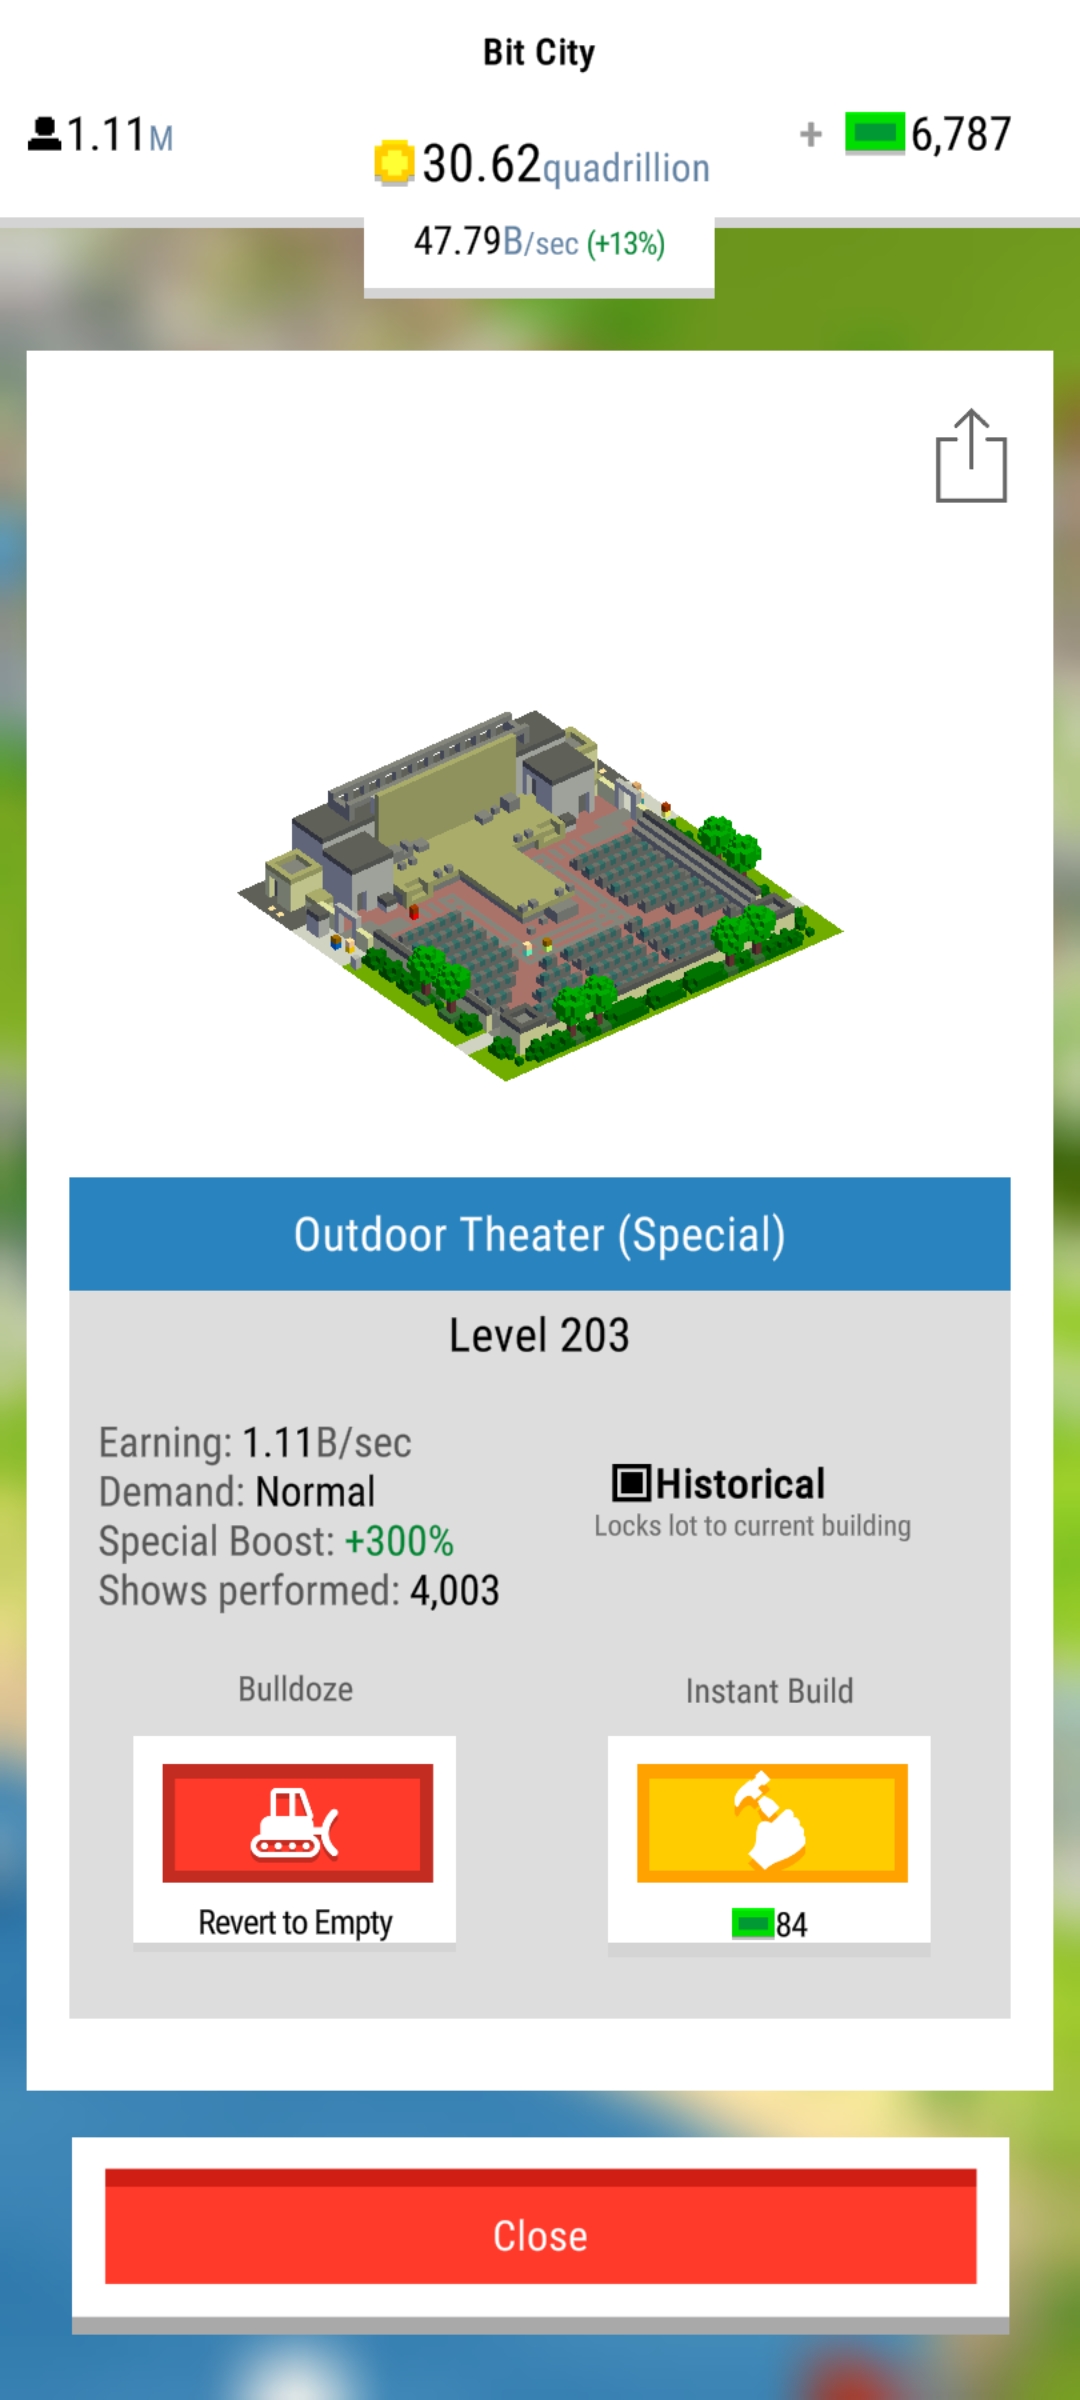 Bit City
1.11M
30.62quadrillion
+ 6,787
47.79B/sec (+13%)
Outdoor Theater (Special)
Level 203
Earning: 1.11B/sec
Demand: Normal
Special Boost: +300%
Shows performed: 4,003
Historical
Locks lot to current building
Bulldoze
Revert to Empty
Instant Build
84
Close